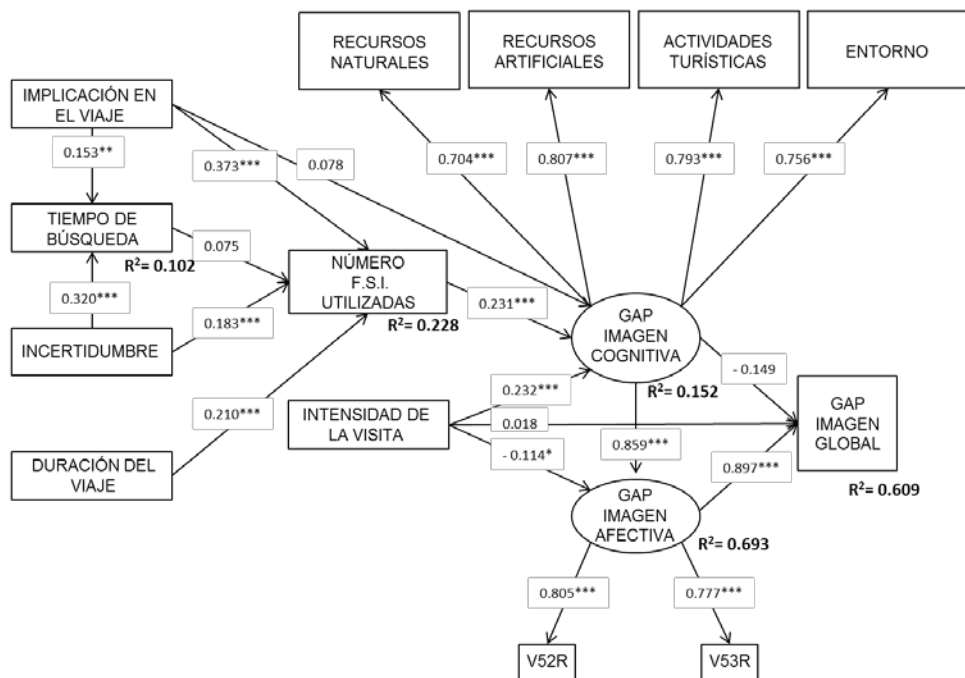 RECURSOS
NATURALES
RECURSOS
ARTIFICIALES
ACTIVIDADES
TURÍSTICAS
ENTORNO
IMPLICACIÓN EN
EL VIAJE
0.153**
0.373***
0.078
0.704***
0.807***
0.793***
0.756***
TIEMPO DE
BÚSQUEDA
R²= 0.102
0.075
0.320***
0.183***
NÚMERO
F.S.I.
UTILIZADAS
R²= 0.228
0.231***
INCERTIDUMBRE
GAP
IMAGEN
COGNITIVA
R²= 0.152
- 0.149
0.210***
INTENSIDAD DE
LA VISITA
0.232***
0.018
- 0.114*
0.859***
0.897***
GAP
IMAGEN
GLOBAL
R²= 0.609
DURACIÓN DEL
VIAJE
GAP
IMAGEN
AFECTIVA
R²= 0.693
0.805***
0.777***
V52R
V53R